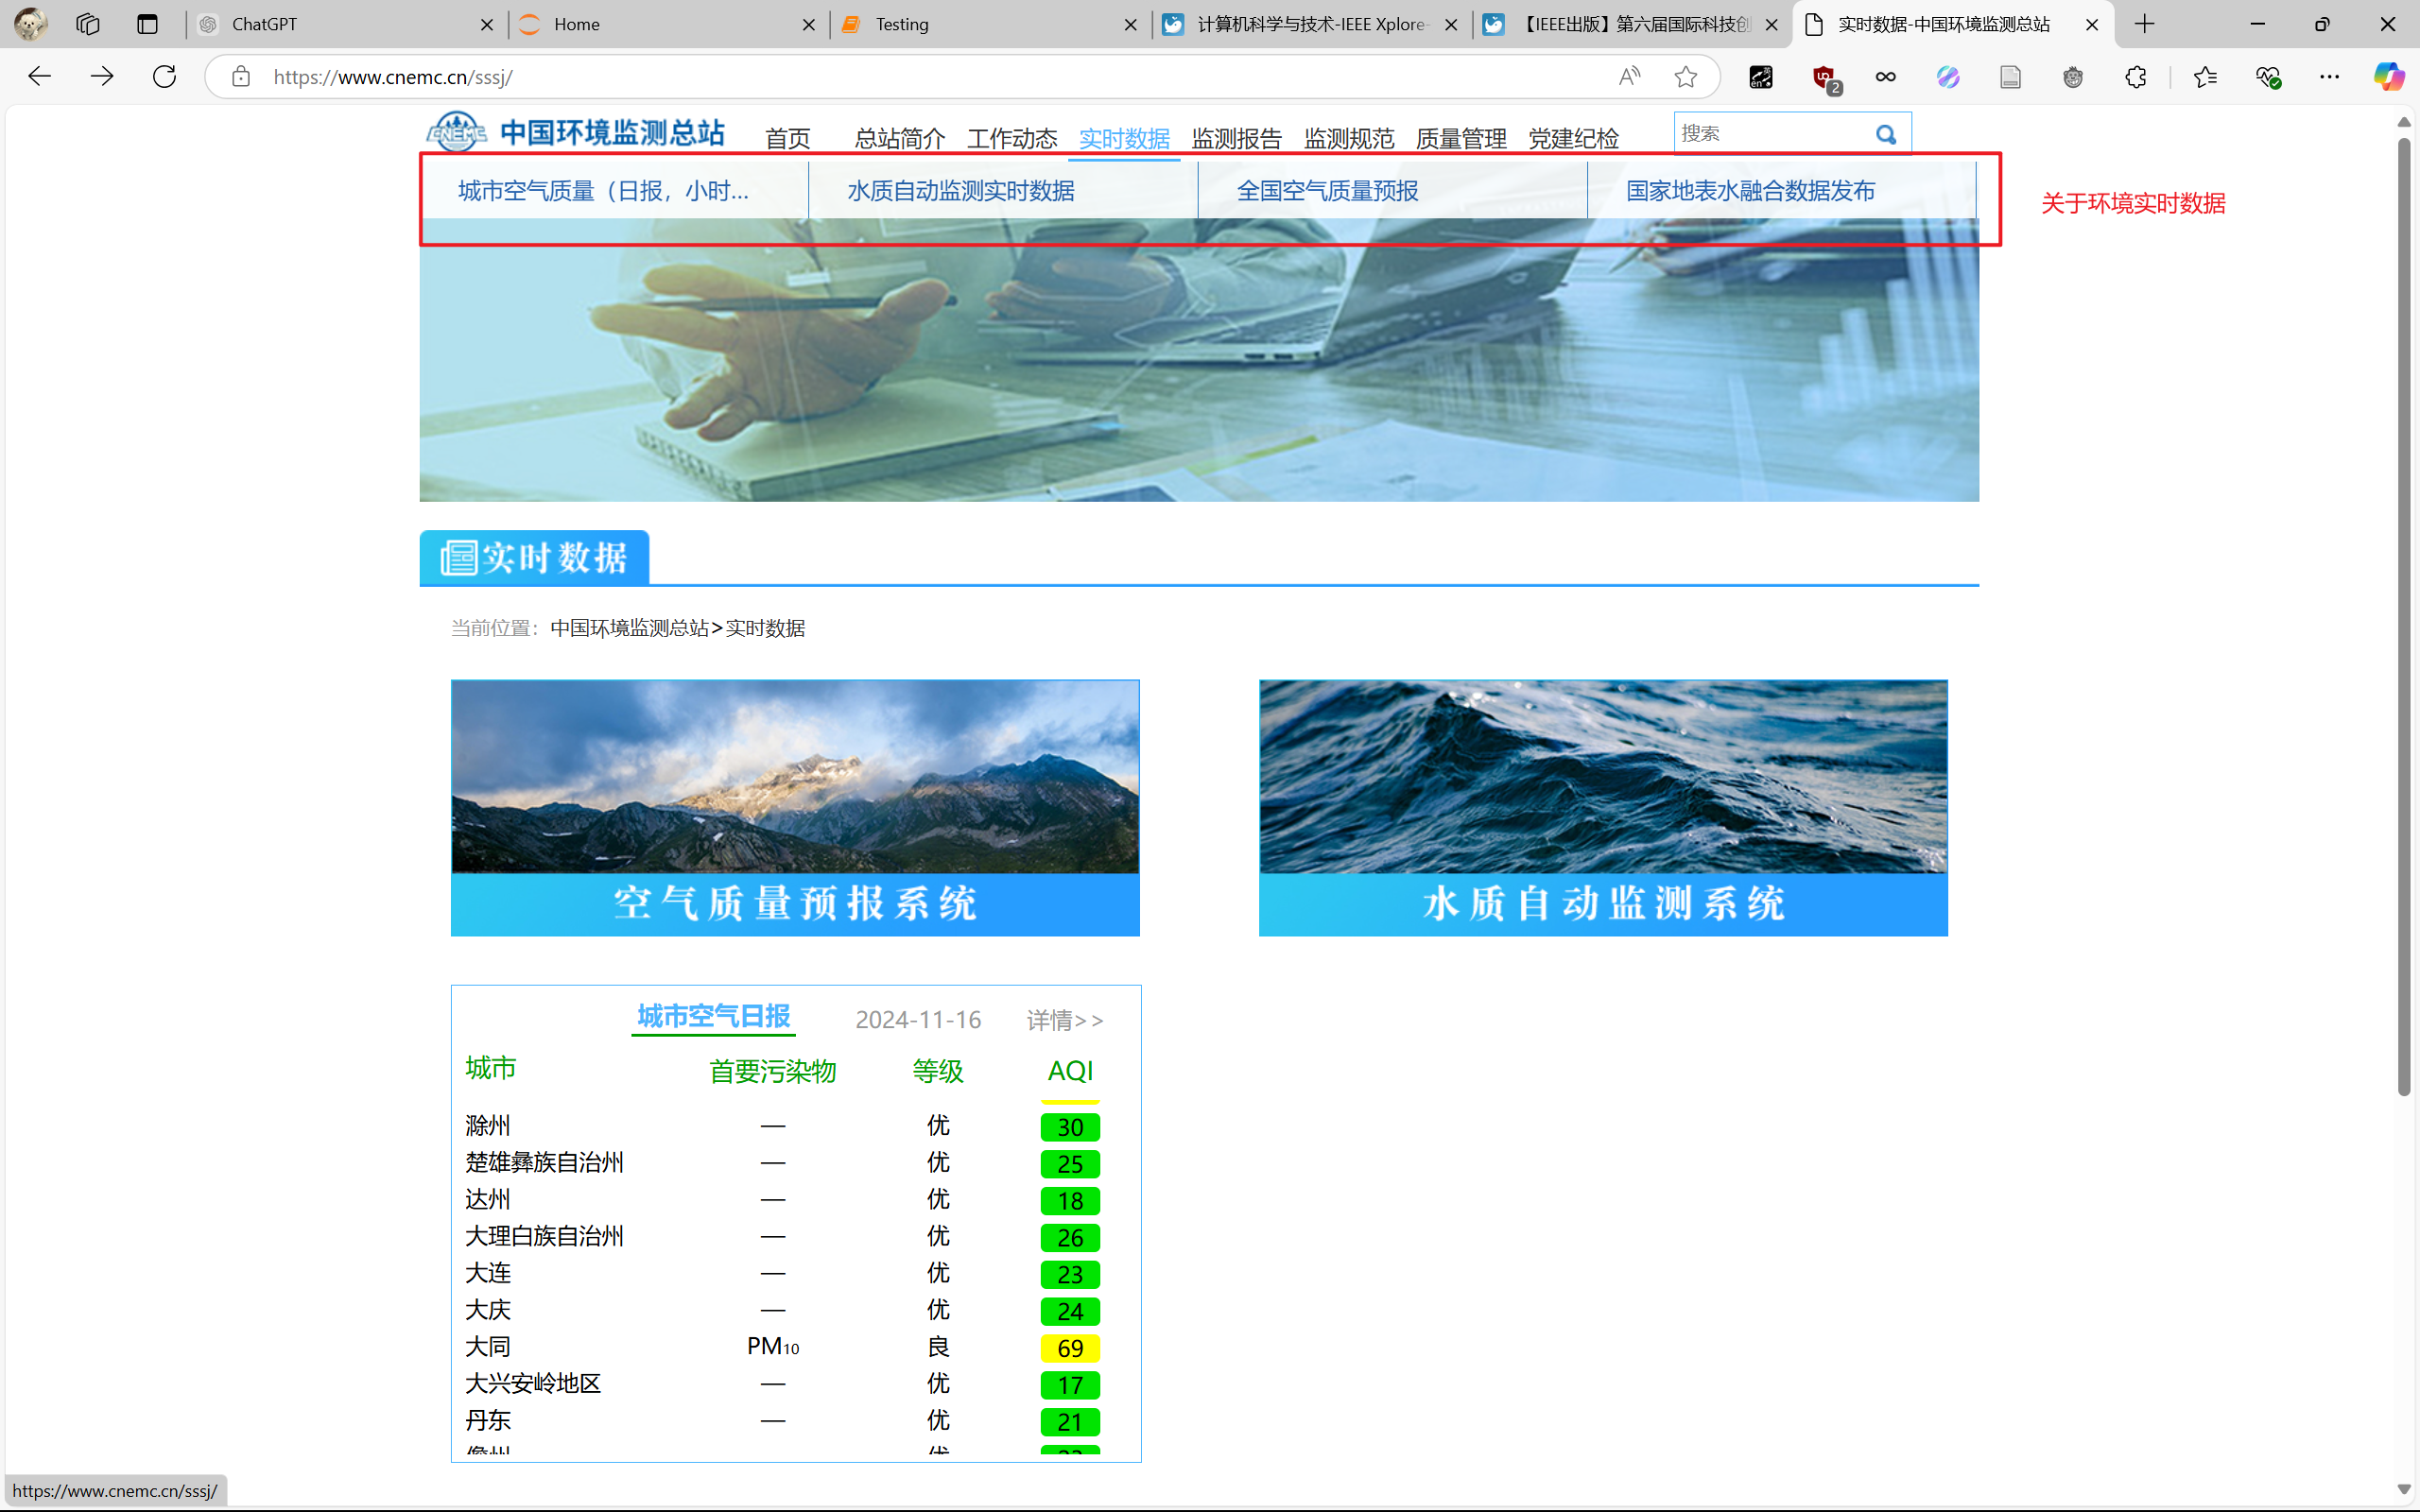 ChatGPT
Home
Testing
计算机科学与技术-IEEE Xplore-
【IEEE出版】第六届国际科技创
实时数据-中国环境监测总站
https://www.cnemc.cn/sssj/
2
CNEMC 中国环境监测总站
首页 总站简介 工作动态 实时数据 监测报告 监测规范 质量管理 党建纪检
搜索
城市空气质量（日报，小时... 水质自动监测实时数据 全国空气质量预报 国家地表水融合数据发布
关于环境实时数据
实时数据
当前位置：中国环境监测总站>实时数据
空气质量预报系统
水质自动监测系统
城市空气日报 2024-11-16 详情>>
城市 首要污染物 等级 AQI
滁州 — 优 30
楚雄彝族自治州 — 优 25
达州 — 优 18
大理白族自治州 — 优 26
大连 — 优 23
大庆 — 优 24
大同 PM10 良 69
大兴安岭地区 — 优 17
丹东 — 优 21
https://www.cnemc.cn/sssj/